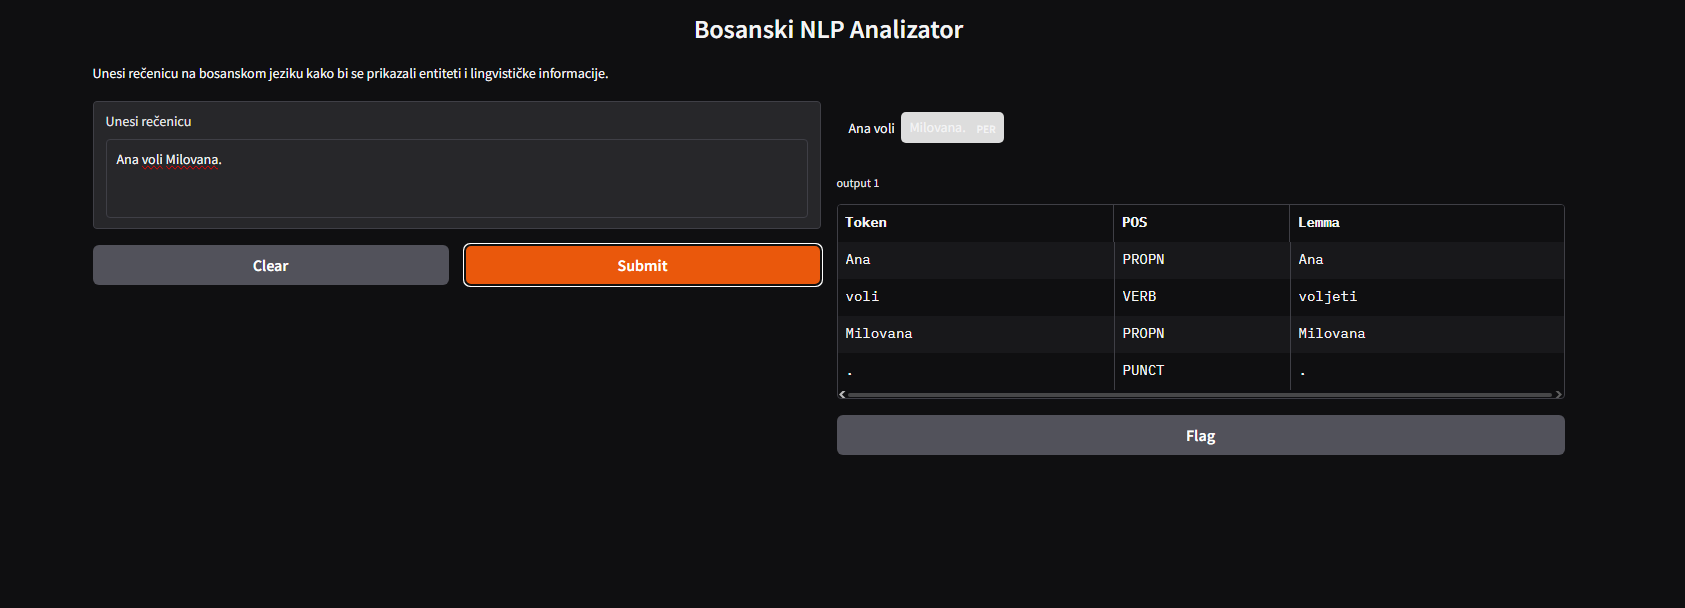 Bosanski NLP Analizator
Unesi rečenicu na bosanskom jeziku kako bi se prikazali entiteti i lingvističke informacije.
Unesi rečenicu
Ana voli Milovana.
Clear
Submit
Ana voli Milovana. PER
output 1
Token POS Lemma
Ana PROPN Ana
voli VERB voljeti
Milovana PROPN Milovana
. PUNCT .
Flag